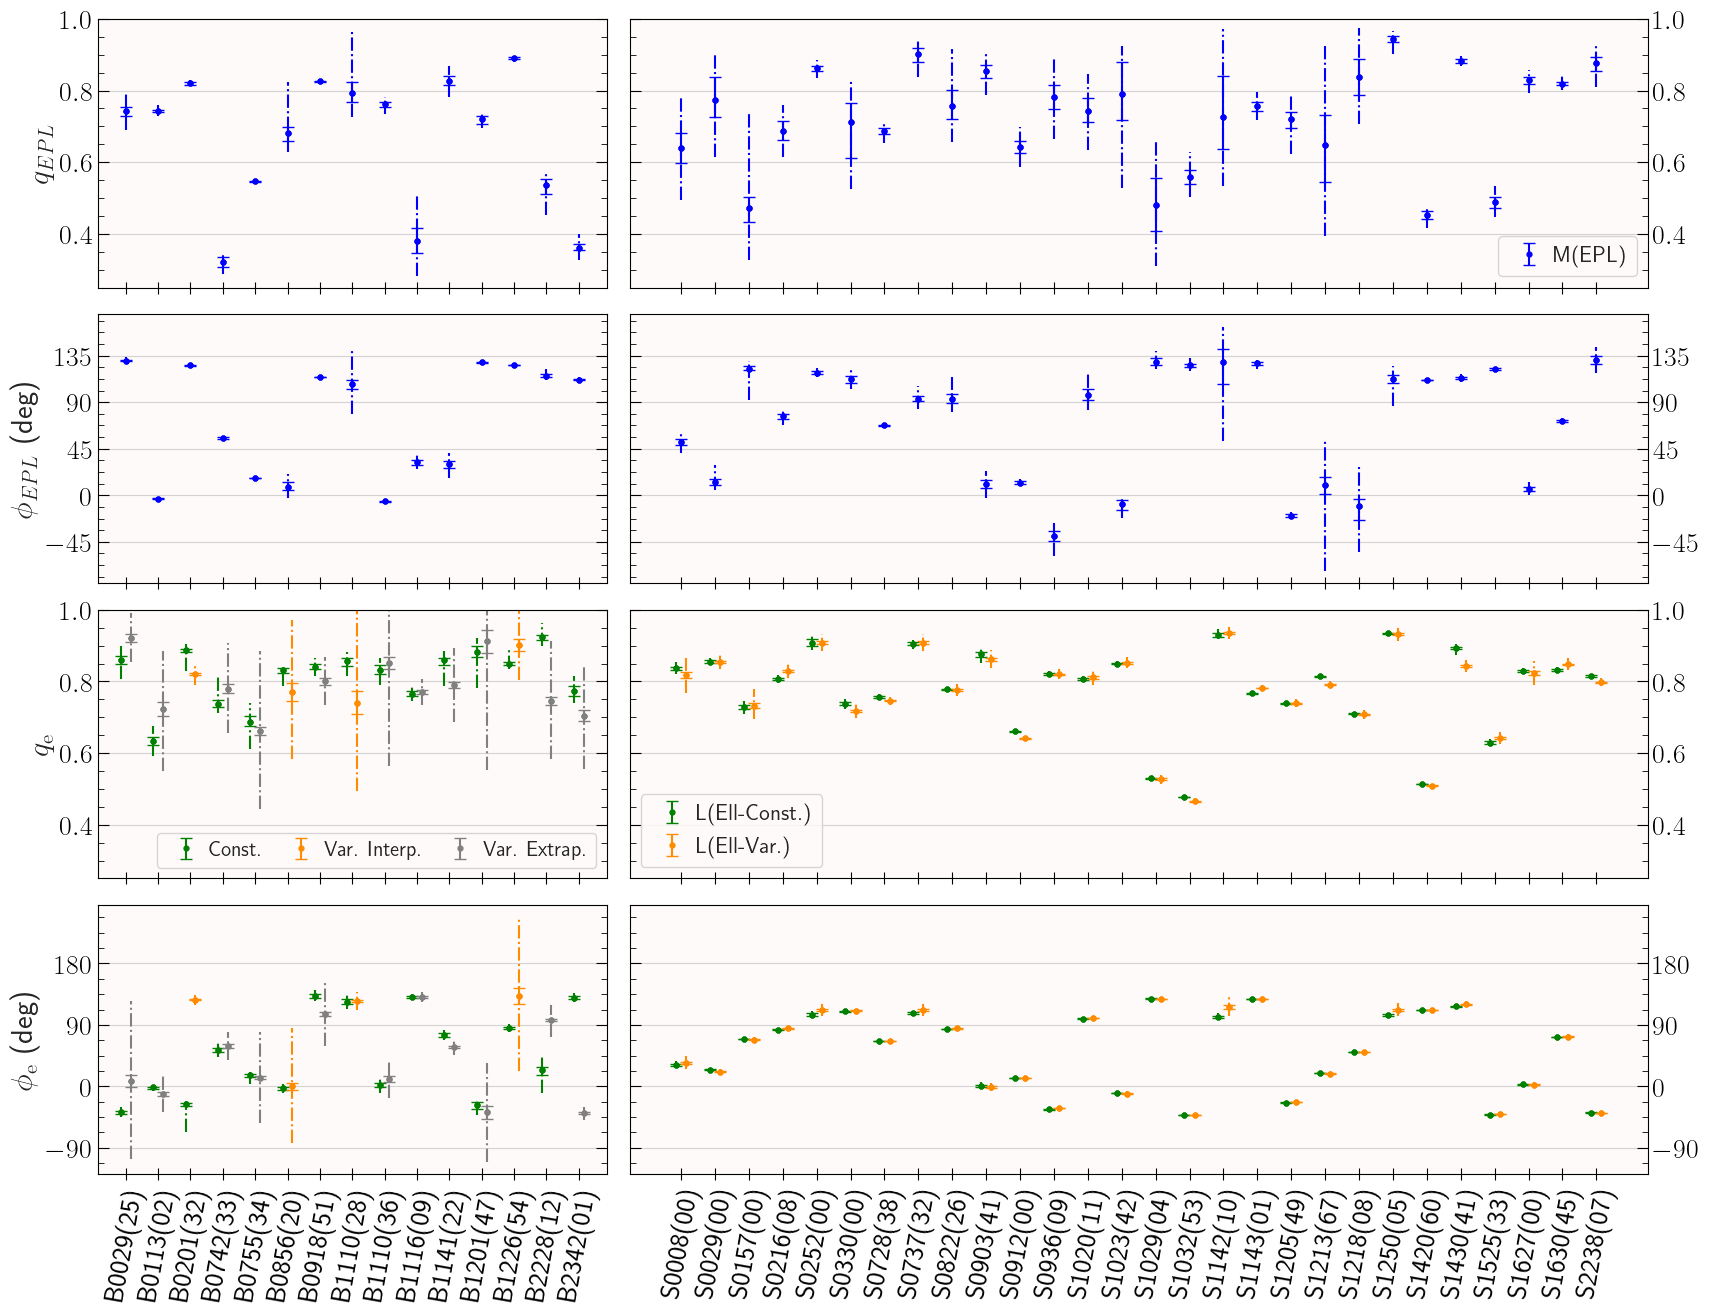 1.0
0.8
0.6
0.4
q_EPL
1.0
0.8
0.6
0.4
M(EPL)
135
90
45
0
−45
ϕ_EPL (deg)
135
90
45
0
−45
1.0
0.8
0.6
0.4
q_e
Const. Var. Interp. Var. Extrap.
1.0
0.8
0.6
0.4
L(Ell-Const.)
L(Ell-Var.)
180
90
0
−90
ϕ_e (deg)
180
90
0
−90
B0029(25)
B0113(02)
B0201(32)
B0742(33)
B0755(34)
B0856(20)
B0918(51)
B1110(28)
B1110(36)
B1116(09)
B1141(22)
B1201(47)
B1226(54)
B2228(12)
B2342(01)
S0008(00)
S0029(00)
S0157(00)
S0216(08)
S0252(00)
S0330(00)
S0728(38)
S0737(32)
S0822(26)
S0903(41)
S0912(00)
S0936(09)
S1020(11)
S1023(42)
S1029(04)
S1032(53)
S1142(10)
S1143(01)
S1205(49)
S1213(67)
S1218(08)
S1250(05)
S1420(60)
S1430(41)
S1525(33)
S1627(00)
S1630(45)
S2238(07)